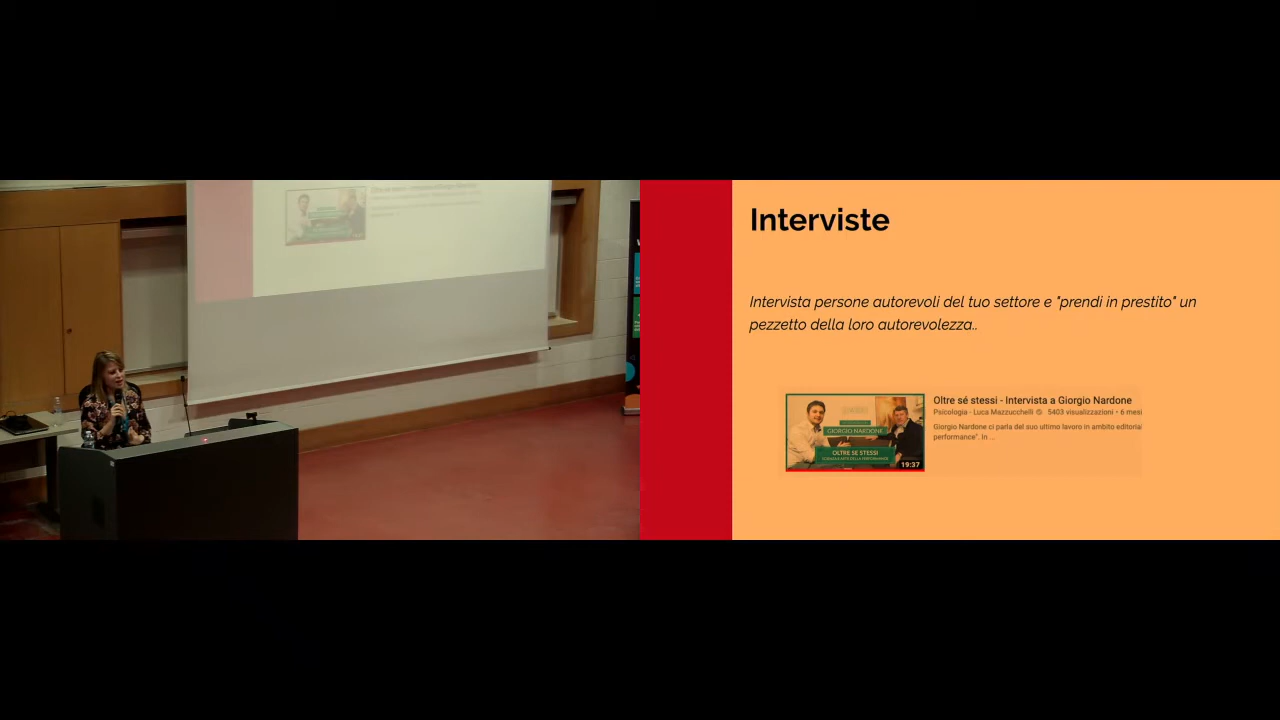 Interviste
Intervista persone autorevoli del tuo settore e "prendi in prestito" un
pezzetto della loro autorevolezza..
GIORGIO NARDONE
OLTRE SE STESSI
19:37
Oltre sé stessi - Intervista a Giorgio Nardone
Psicologia - Luca Mazzucchelli 5403 visualizzazioni • 6 mesi
Giorgio Nardone ci parla del suo ultimo lavoro in ambito editorial
performance". In ...